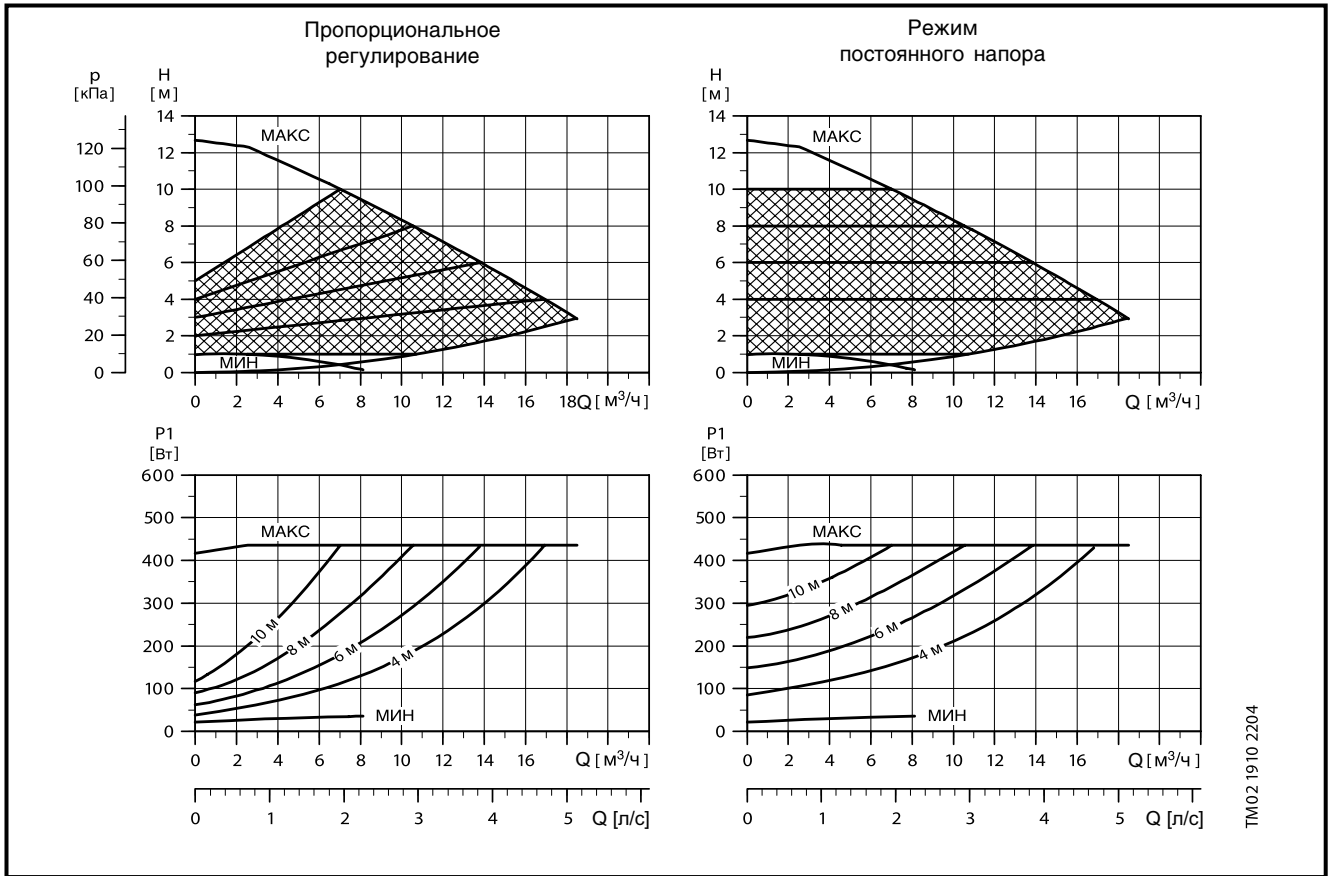 Пропорциональное
регулирование
Режим
постоянного напора
p
[кПа]
H
[м]
H
[м]
14
12
10
8
6
4
2
0
120
100
80
60
40
20
0
МАКС
МИН
0 2 4 6 8 10 12 14 16 18 Q [м³/ч]
14
12
10
8
6
4
2
0
МАКС
МИН
0 2 4 6 8 10 12 14 16 Q [м³/ч]
P1
[Вт]
600
500
400
300
200
100
0
МАКС
10 м
8 м
6 м
4 м
МИН
0 2 4 6 8 10 12 14 16 Q [м³/ч]
0 1 2 3 4 5 Q [л/с]
P1
[Вт]
600
500
400
300
200
100
0
МАКС
10 м
8 м
6 м
4 м
МИН
0 2 4 6 8 10 12 14 16 Q [м³/ч]
0 1 2 3 4 5 Q [л/с]
TM02 1910 2204